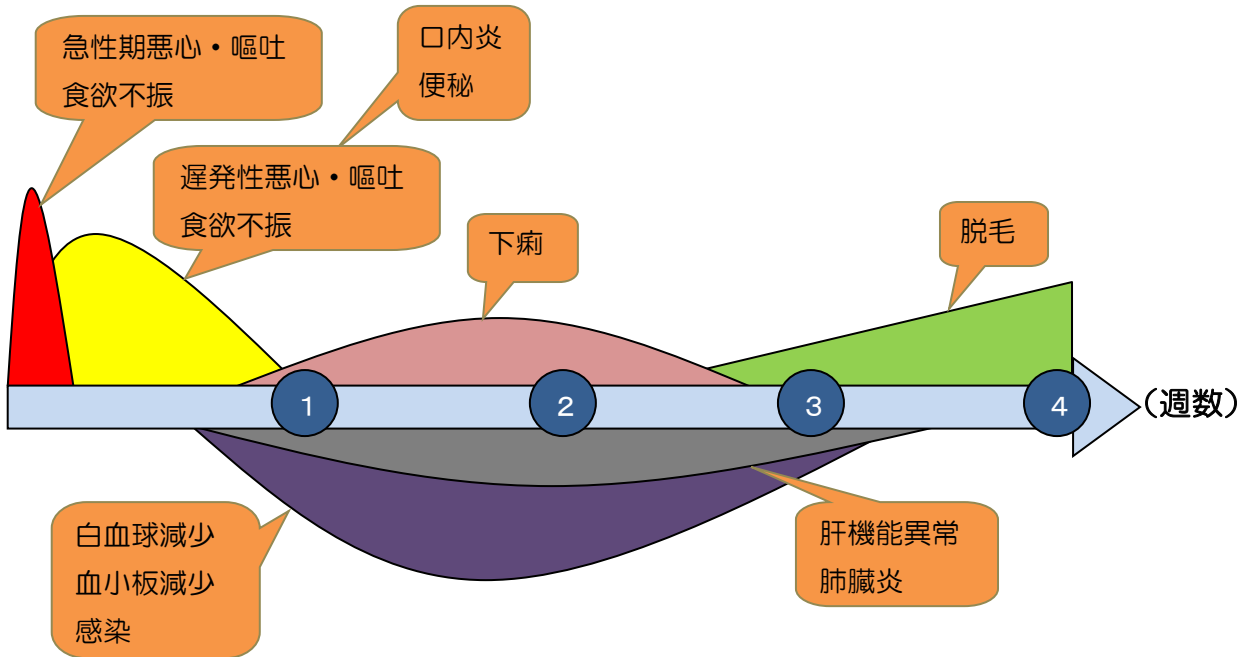 急性期悪心・嘔吐
食欲不振
口内炎
便秘
遅発性悪心・嘔吐
食欲不振
下痢
脱毛
1
2
3
4
(週数)
白血球減少
血小板減少
感染
肝機能異常
肺臓炎